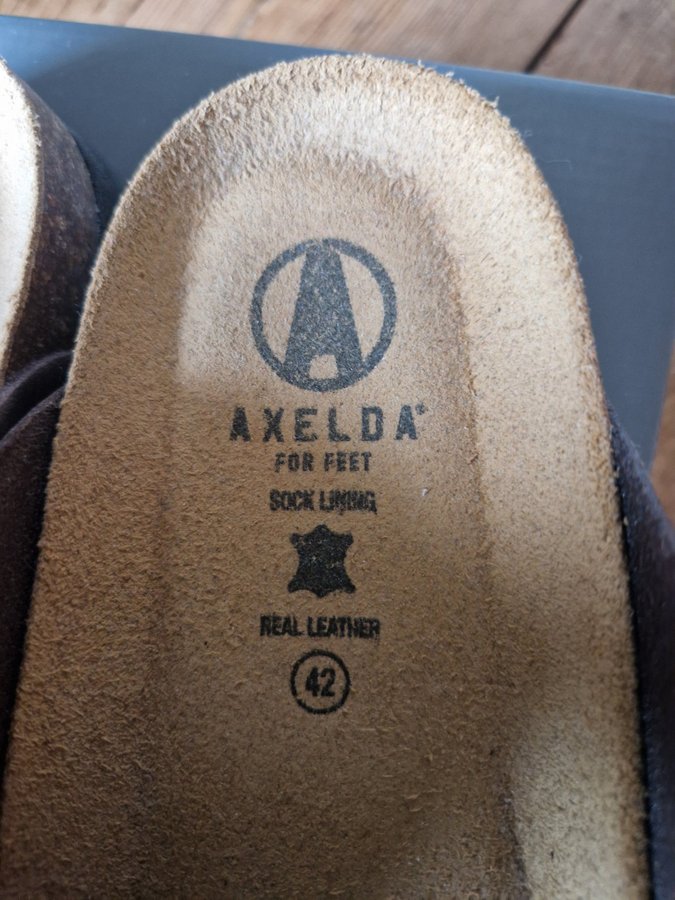 AXELDA®
FOR FEET
SOCK LINING
REAL LEATHER
42